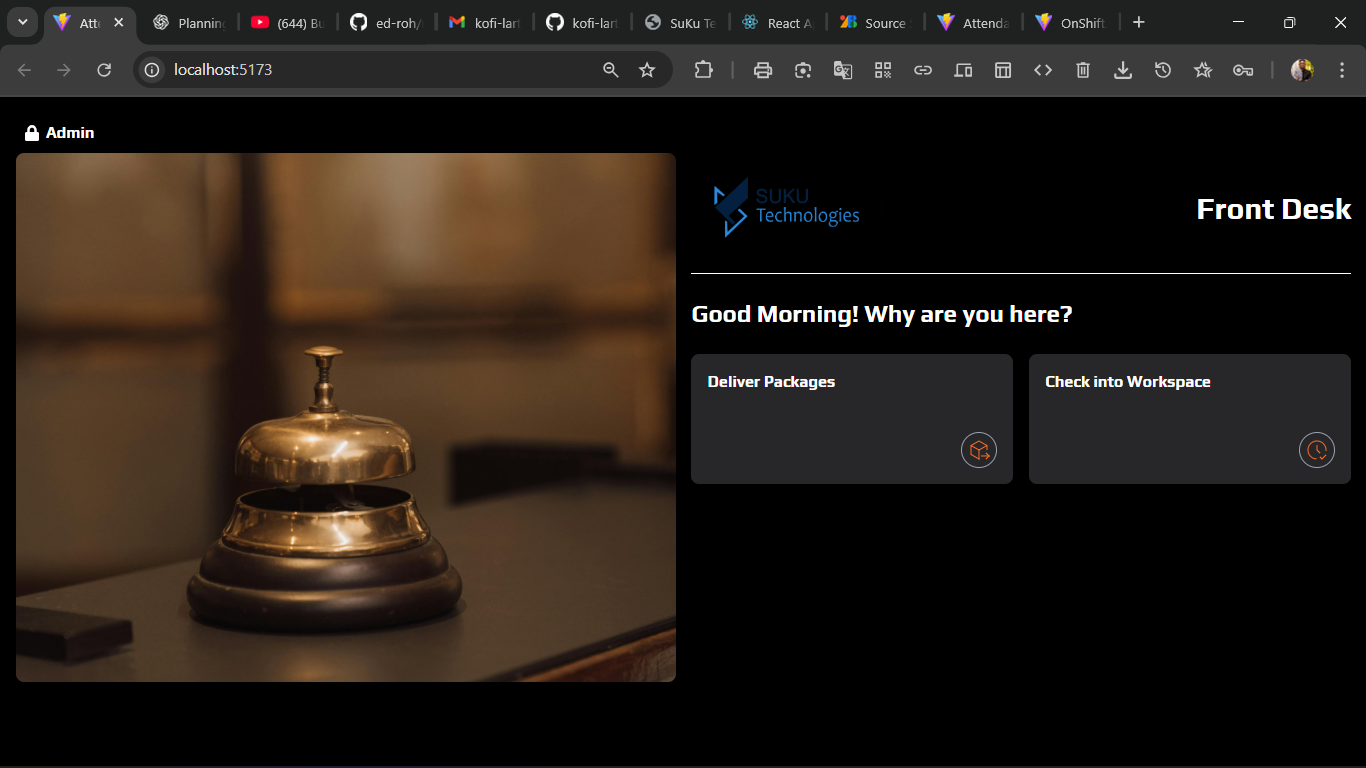 Att
Planning
(644) Bu
ed-roh/
kofi-lart
kofi-lart
SuKu Te
React A
Source
Attenda
OnShift
localhost:5173
Admin
SUKU
Technologies
Front Desk
Good Morning! Why are you here?
Deliver Packages
Check into Workspace